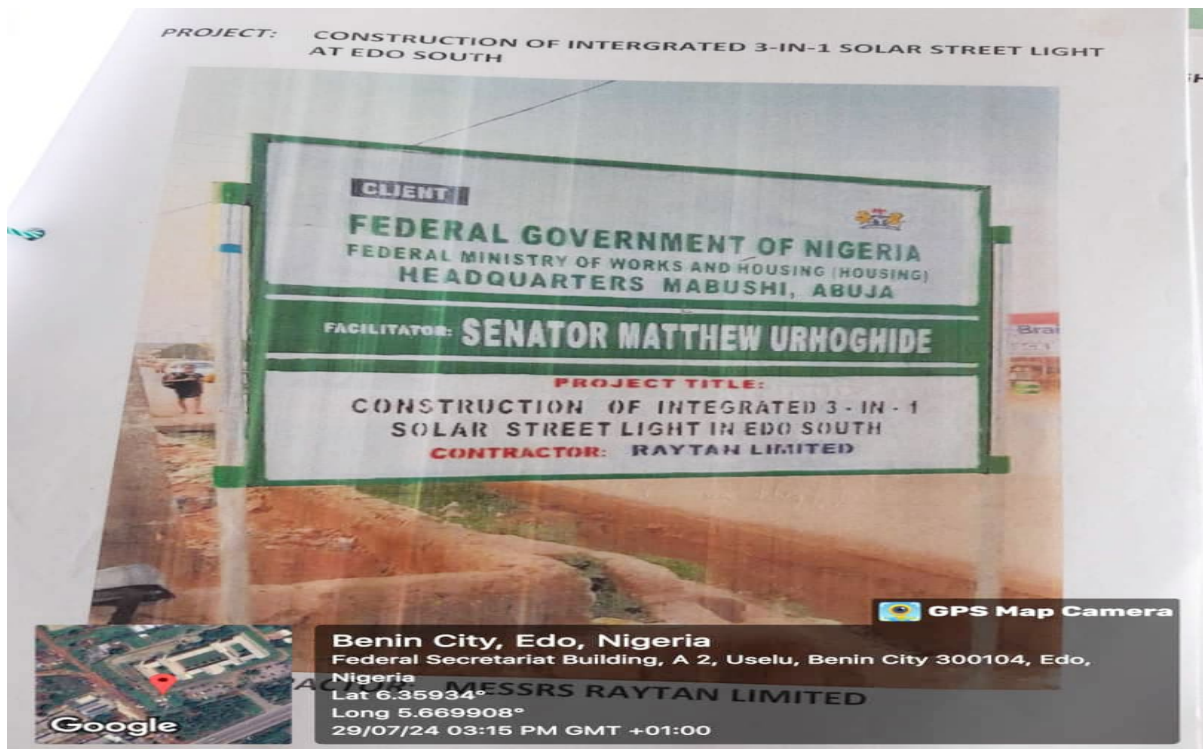 PROJECT: CONSTRUCTION OF INTERGRATED 3-IN-1 SOLAR STREET LIGHT
AT EDO SOUTH
CLIENT
FEDERAL GOVERNMENT OF NIGERIA
FEDERAL MINISTRY OF WORKS AND HOUSING (HOUSING)
HEADQUARTERS MABUSHI, ABUJA
FACILITATOR: SENATOR MATTHEW URHOGHIDE
PROJECT TITLE:
CONSTRUCTION OF INTEGRATED 3-IN-1
SOLAR STREET LIGHT IN EDO SOUTH
CONTRACTOR: RAYTAN LIMITED
MESSRS RAYTAN LIMITED
GPS Map Camera
Benin City, Edo, Nigeria
Federal Secretariat Building, A 2, Uselu, Benin City 300104, Edo,
Nigeria
Lat 6.35934°
Long 5.669908°
29/07/24 03:15 PM GMT +01:00
Google